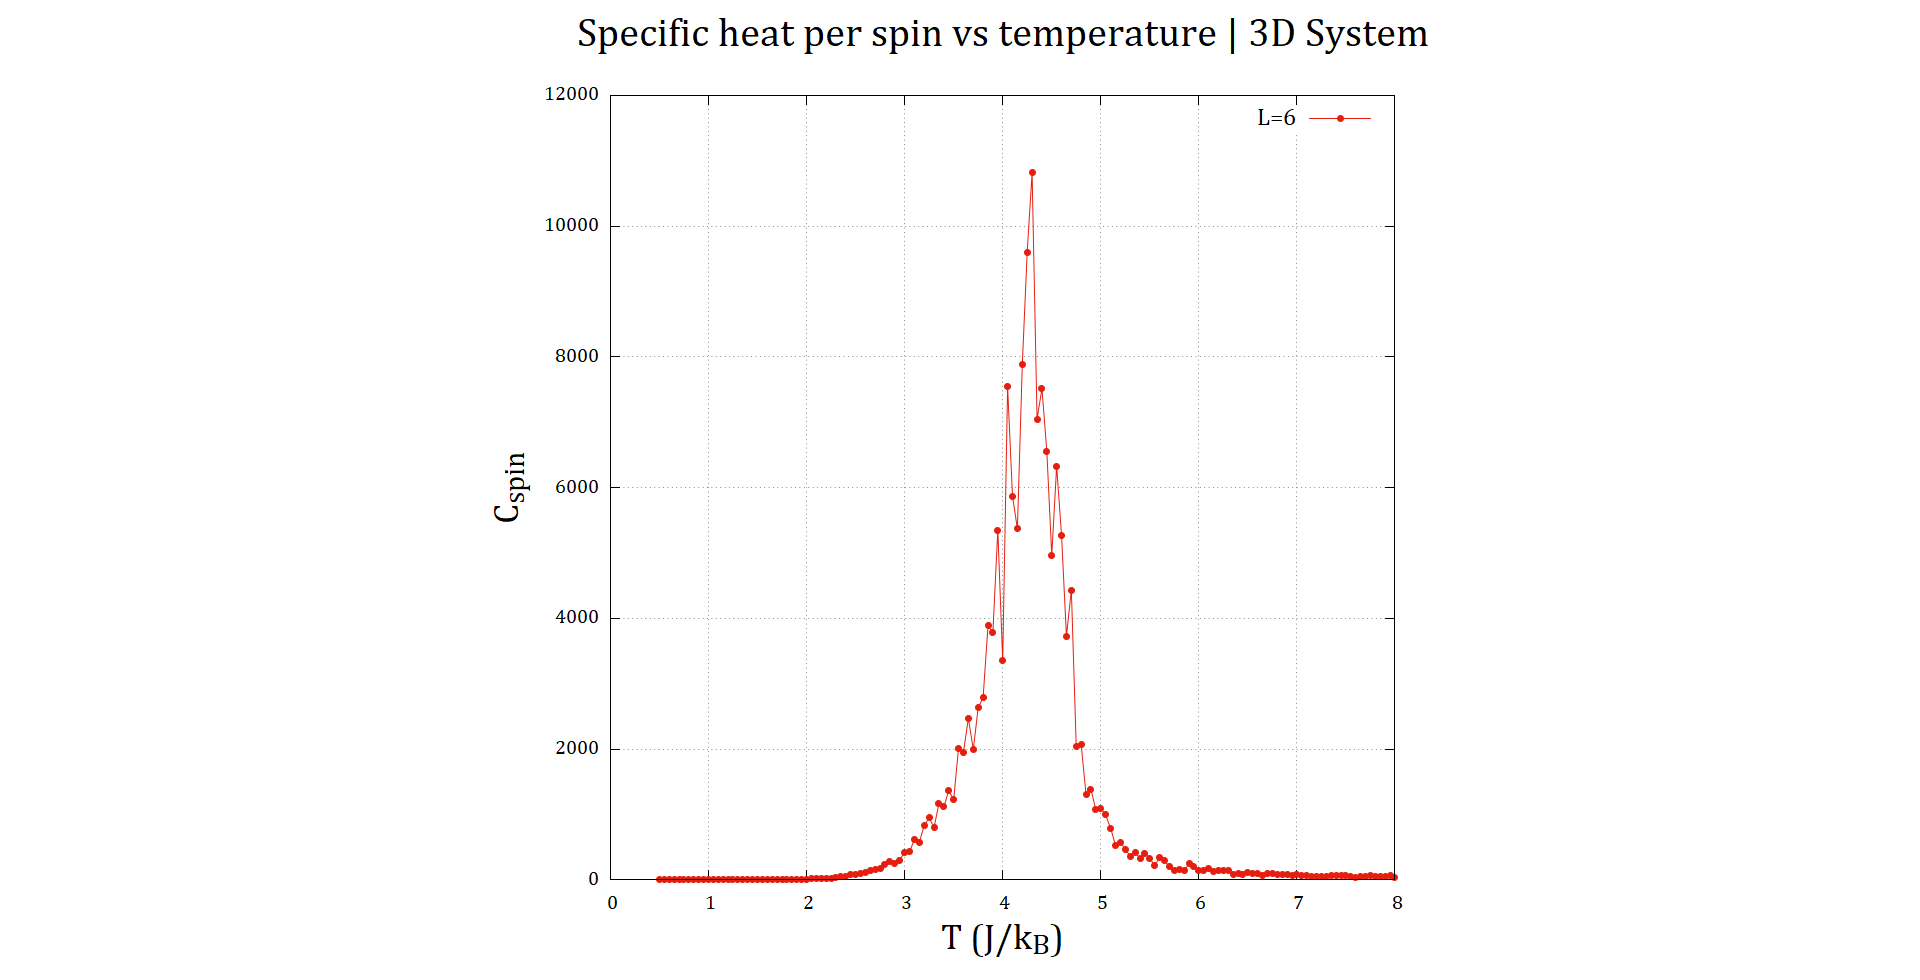 Specific heat per spin vs temperature | 3D System
12000
L=6
10000
8000
6000
4000
2000
0
Cspin
0 1 2 3 4 5 6 7 8
T (J/kB)